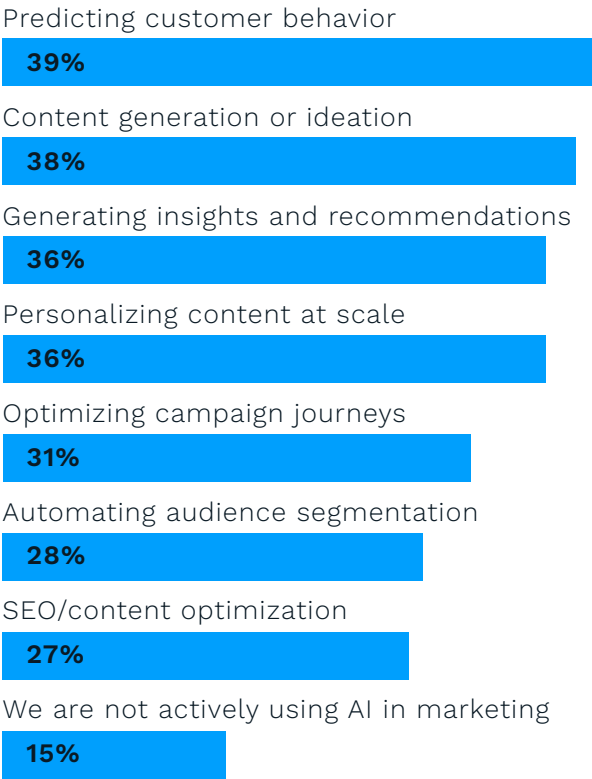 Predicting customer behavior
39%
Content generation or ideation
38%
Generating insights and recommendations
36%
Personalizing content at scale
36%
Optimizing campaign journeys
31%
Automating audience segmentation
28%
SEO/content optimization
27%
We are not actively using AI in marketing
15%